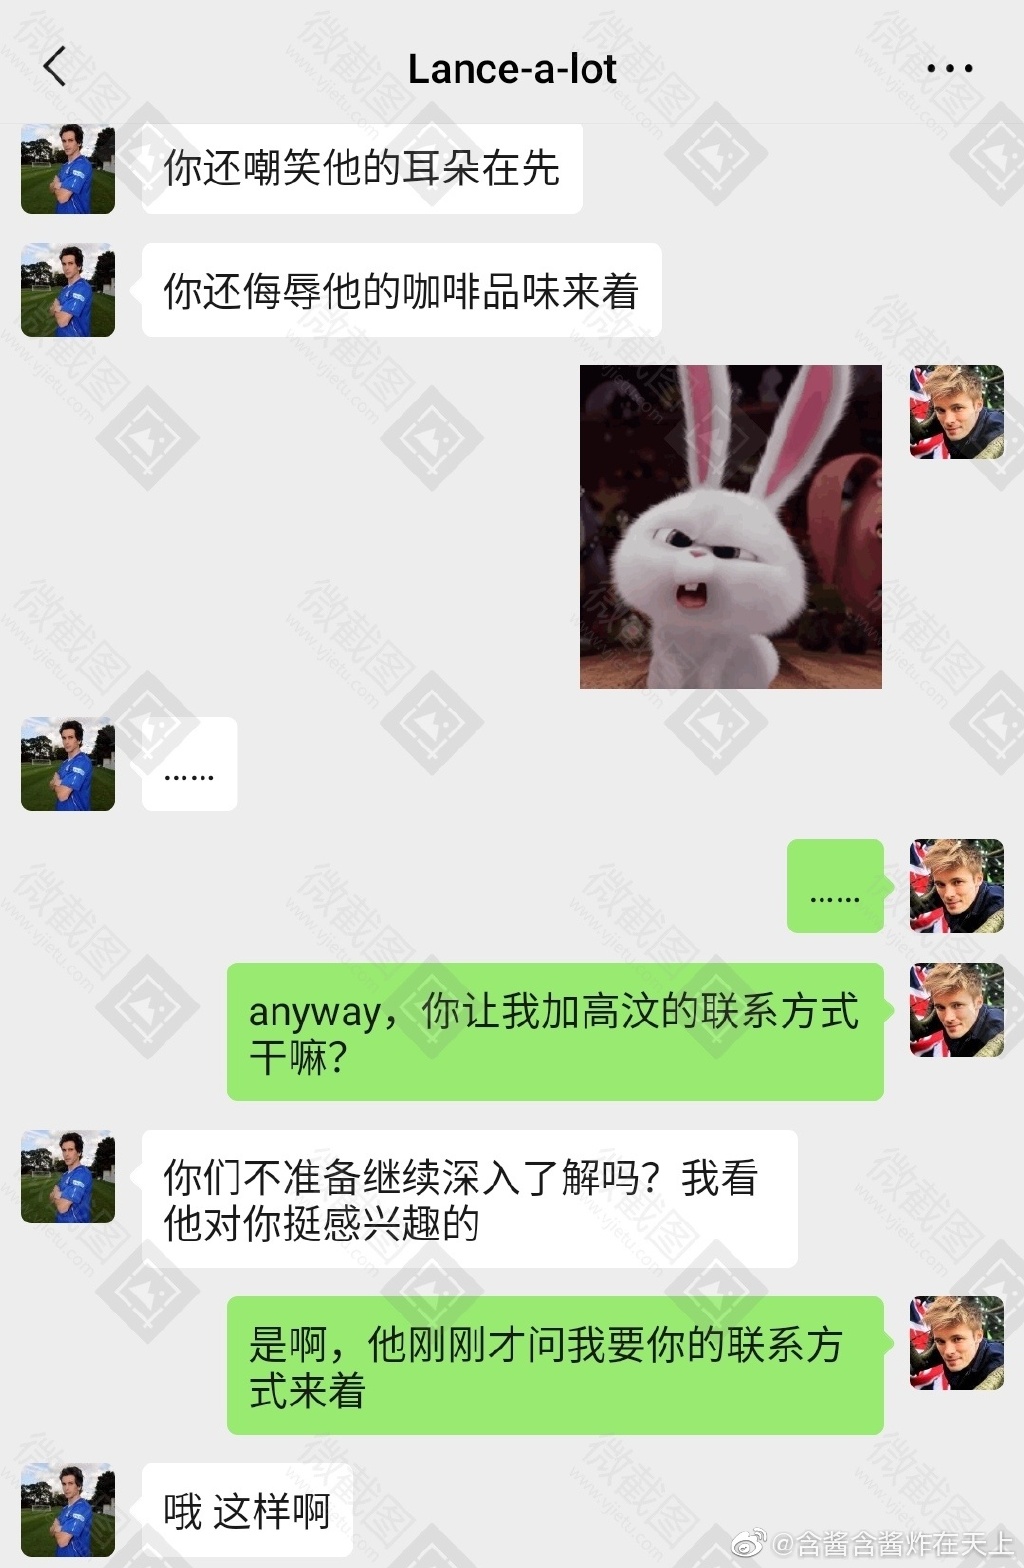 Lance-a-lot
你还嘲笑他的耳朵在先
你还侮辱他的咖啡品味来着
……
……
anyway，你让我加高汶的联系方式
干嘛？
你们不准备继续深入了解吗？我看
他对你挺感兴趣的
是啊，他刚刚才问我要你的联系方
式来着
哦 这样啊
@含酱含酱炸在天上
微截图
www.vjietu.com